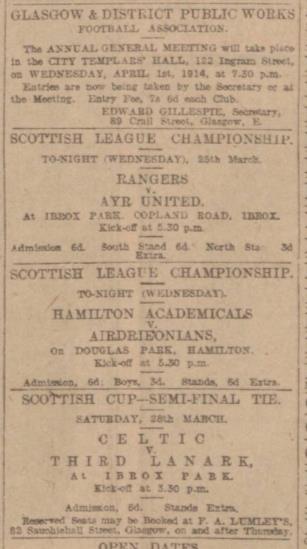 GLASGOW & DISTRICT PUBLIC WORKS
FOOTBALL ASSOCIATION.
The ANNUAL GENERAL MEETING will take place
in the CITY TEMPLARS' HALL, 122 Ingram Street,
on WEDNESDAY, APRIL 1st, 1914, at 7.30 p.m.
Entries are now being taken by the Secretary or at
the Meeting. Entry Fee, 7s 6d each Club.
EDWARD GILLESPIE, Secretary,
89 Crail Street, Glasgow, E.
SCOTTISH LEAGUE CHAMPIONSHIP.
TO-NIGHT (WEDNESDAY), 25th March.
RANGERS
v.
AYR UNITED.
At IBROX PARK, COPLAND ROAD, IBROX.
Kick-off at 5.30 p.m.
Admission 6d. South Stand 6d. North Sta 3d
Extra.
SCOTTISH LEAGUE CHAMPIONSHIP.
TO-NIGHT (WEDNESDAY).
HAMILTON ACADEMICALS
v.
AIRDRIEONIANS,
On DOUGLAS PARK, HAMILTON.
Kick-off at 5.30 p.m.
Admission, 6d; Boys, 3d. Stands, 6d Extra.
SCOTTISH CUP—SEMI-FINAL TIE.
SATURDAY, 28th MARCH.
CELTIC
v.
THIRD LANARK,
At IBROX PARK.
Kick-off at 3.30 p.m.
Admission, 6d. Stands Extra.
Reserved Seats may be Booked at F. A. LUMLEY'S,
82 Sauchiehall Street, Glasgow, on and after Thursday.
OPEN DATES